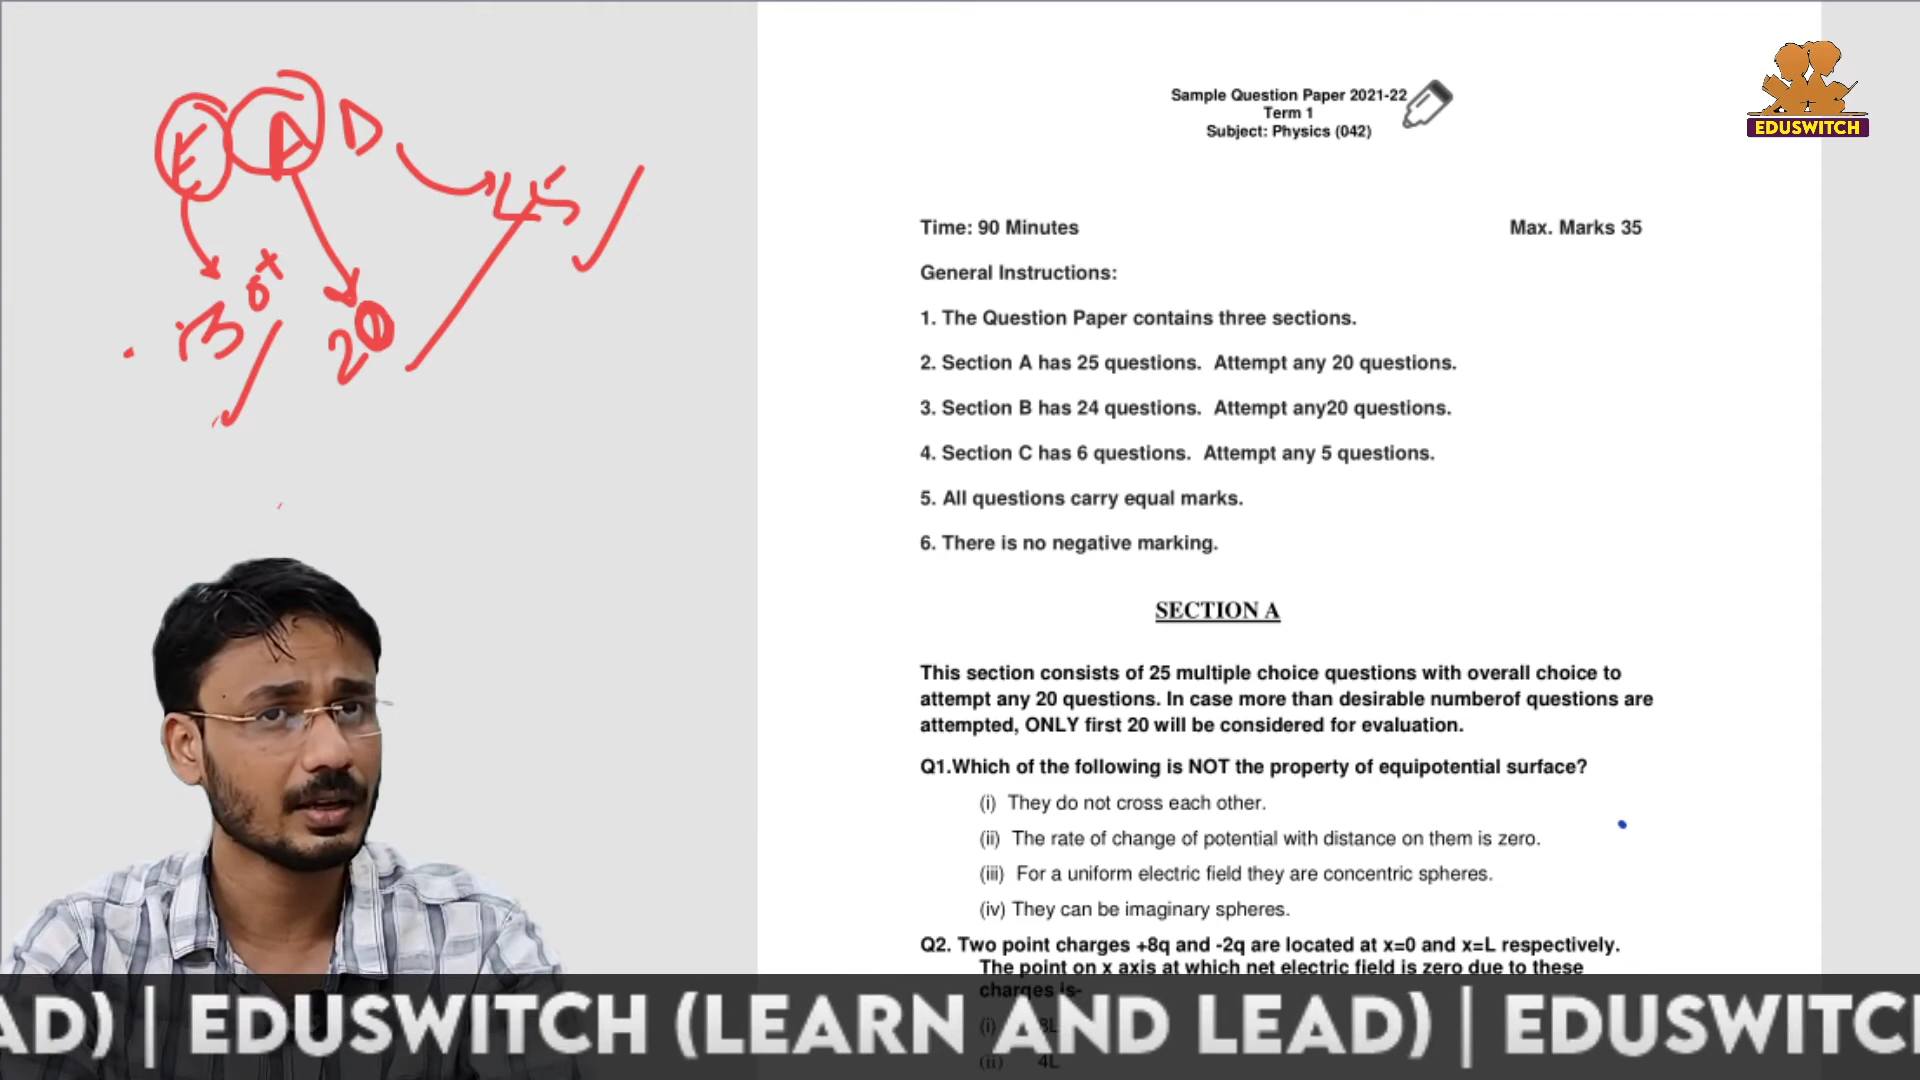 E A D
30+
20
Sample Question Paper 2021-22
Term 1
Subject: Physics (042)
EDUSWITCH
Time: 90 Minutes
Max. Marks 35
General Instructions:
1. The Question Paper contains three sections.
2. Section A has 25 questions.  Attempt any 20 questions.
3. Section B has 24 questions.  Attempt any20 questions.
4. Section C has 6 questions.  Attempt any 5 questions.
5. All questions carry equal marks.
6. There is no negative marking.
SECTION A
This section consists of 25 multiple choice questions with overall choice to
attempt any 20 questions. In case more than desirable numberof questions are
attempted, ONLY first 20 will be considered for evaluation.
Q1.Which of the following is NOT the property of equipotential surface?
(i) They do not cross each other.
(ii) The rate of change of potential with distance on them is zero.
(iii) For a uniform electric field they are concentric spheres.
(iv) They can be imaginary spheres.
Q2. Two point charges +8q and -2q are located at x=0 and x=L respectively.
The point on x axis at which net electric field is zero due to these
charges is-
(i) 8L
(ii) 4L
AD) | EDUSWITCH (LEARN AND LEAD) | EDUSWITC